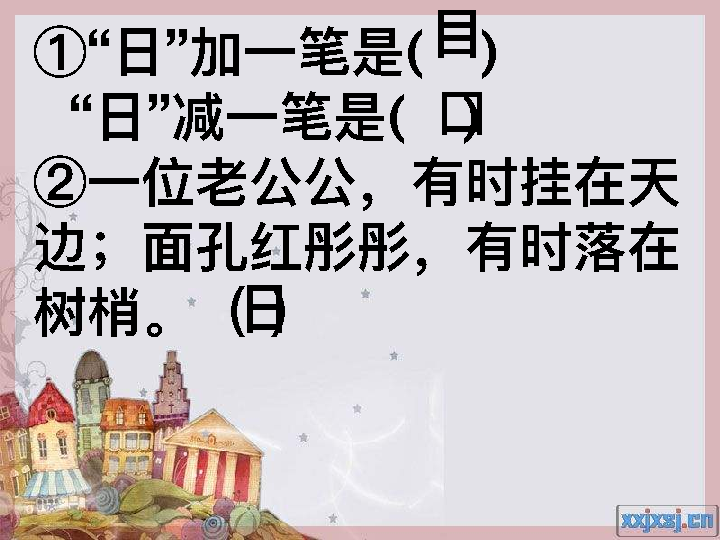 ①“日”加一笔是(目)
“日”减一笔是(口)
②一位老公公，有时挂在天
边；面孔红彤彤，有时落在
树梢。（日）
xxjxsj.cn